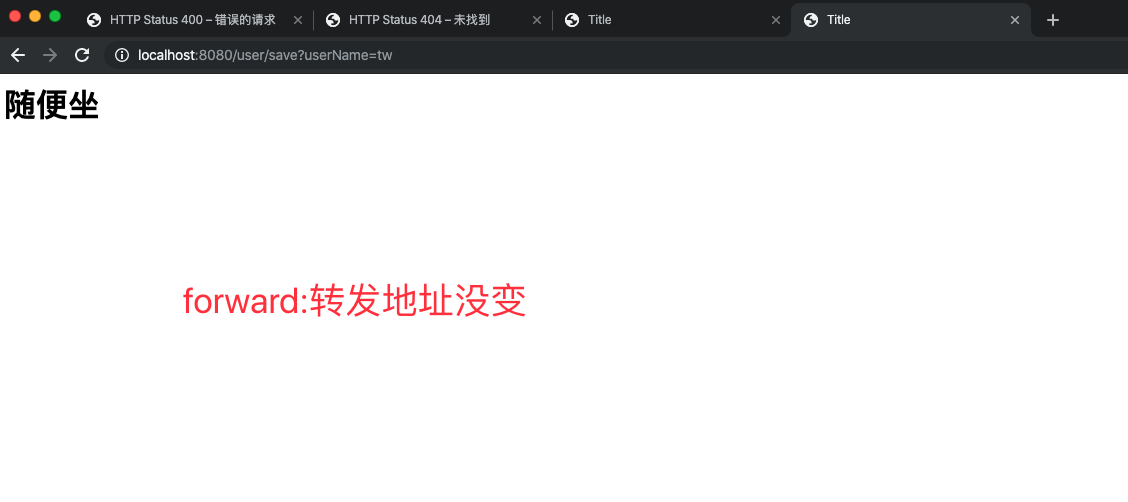 HTTP Status 400 – 错误的请求
HTTP Status 404 – 未找到
Title
Title
localhost:8080/user/save?userName=tw
随便坐
forward:转发地址没变